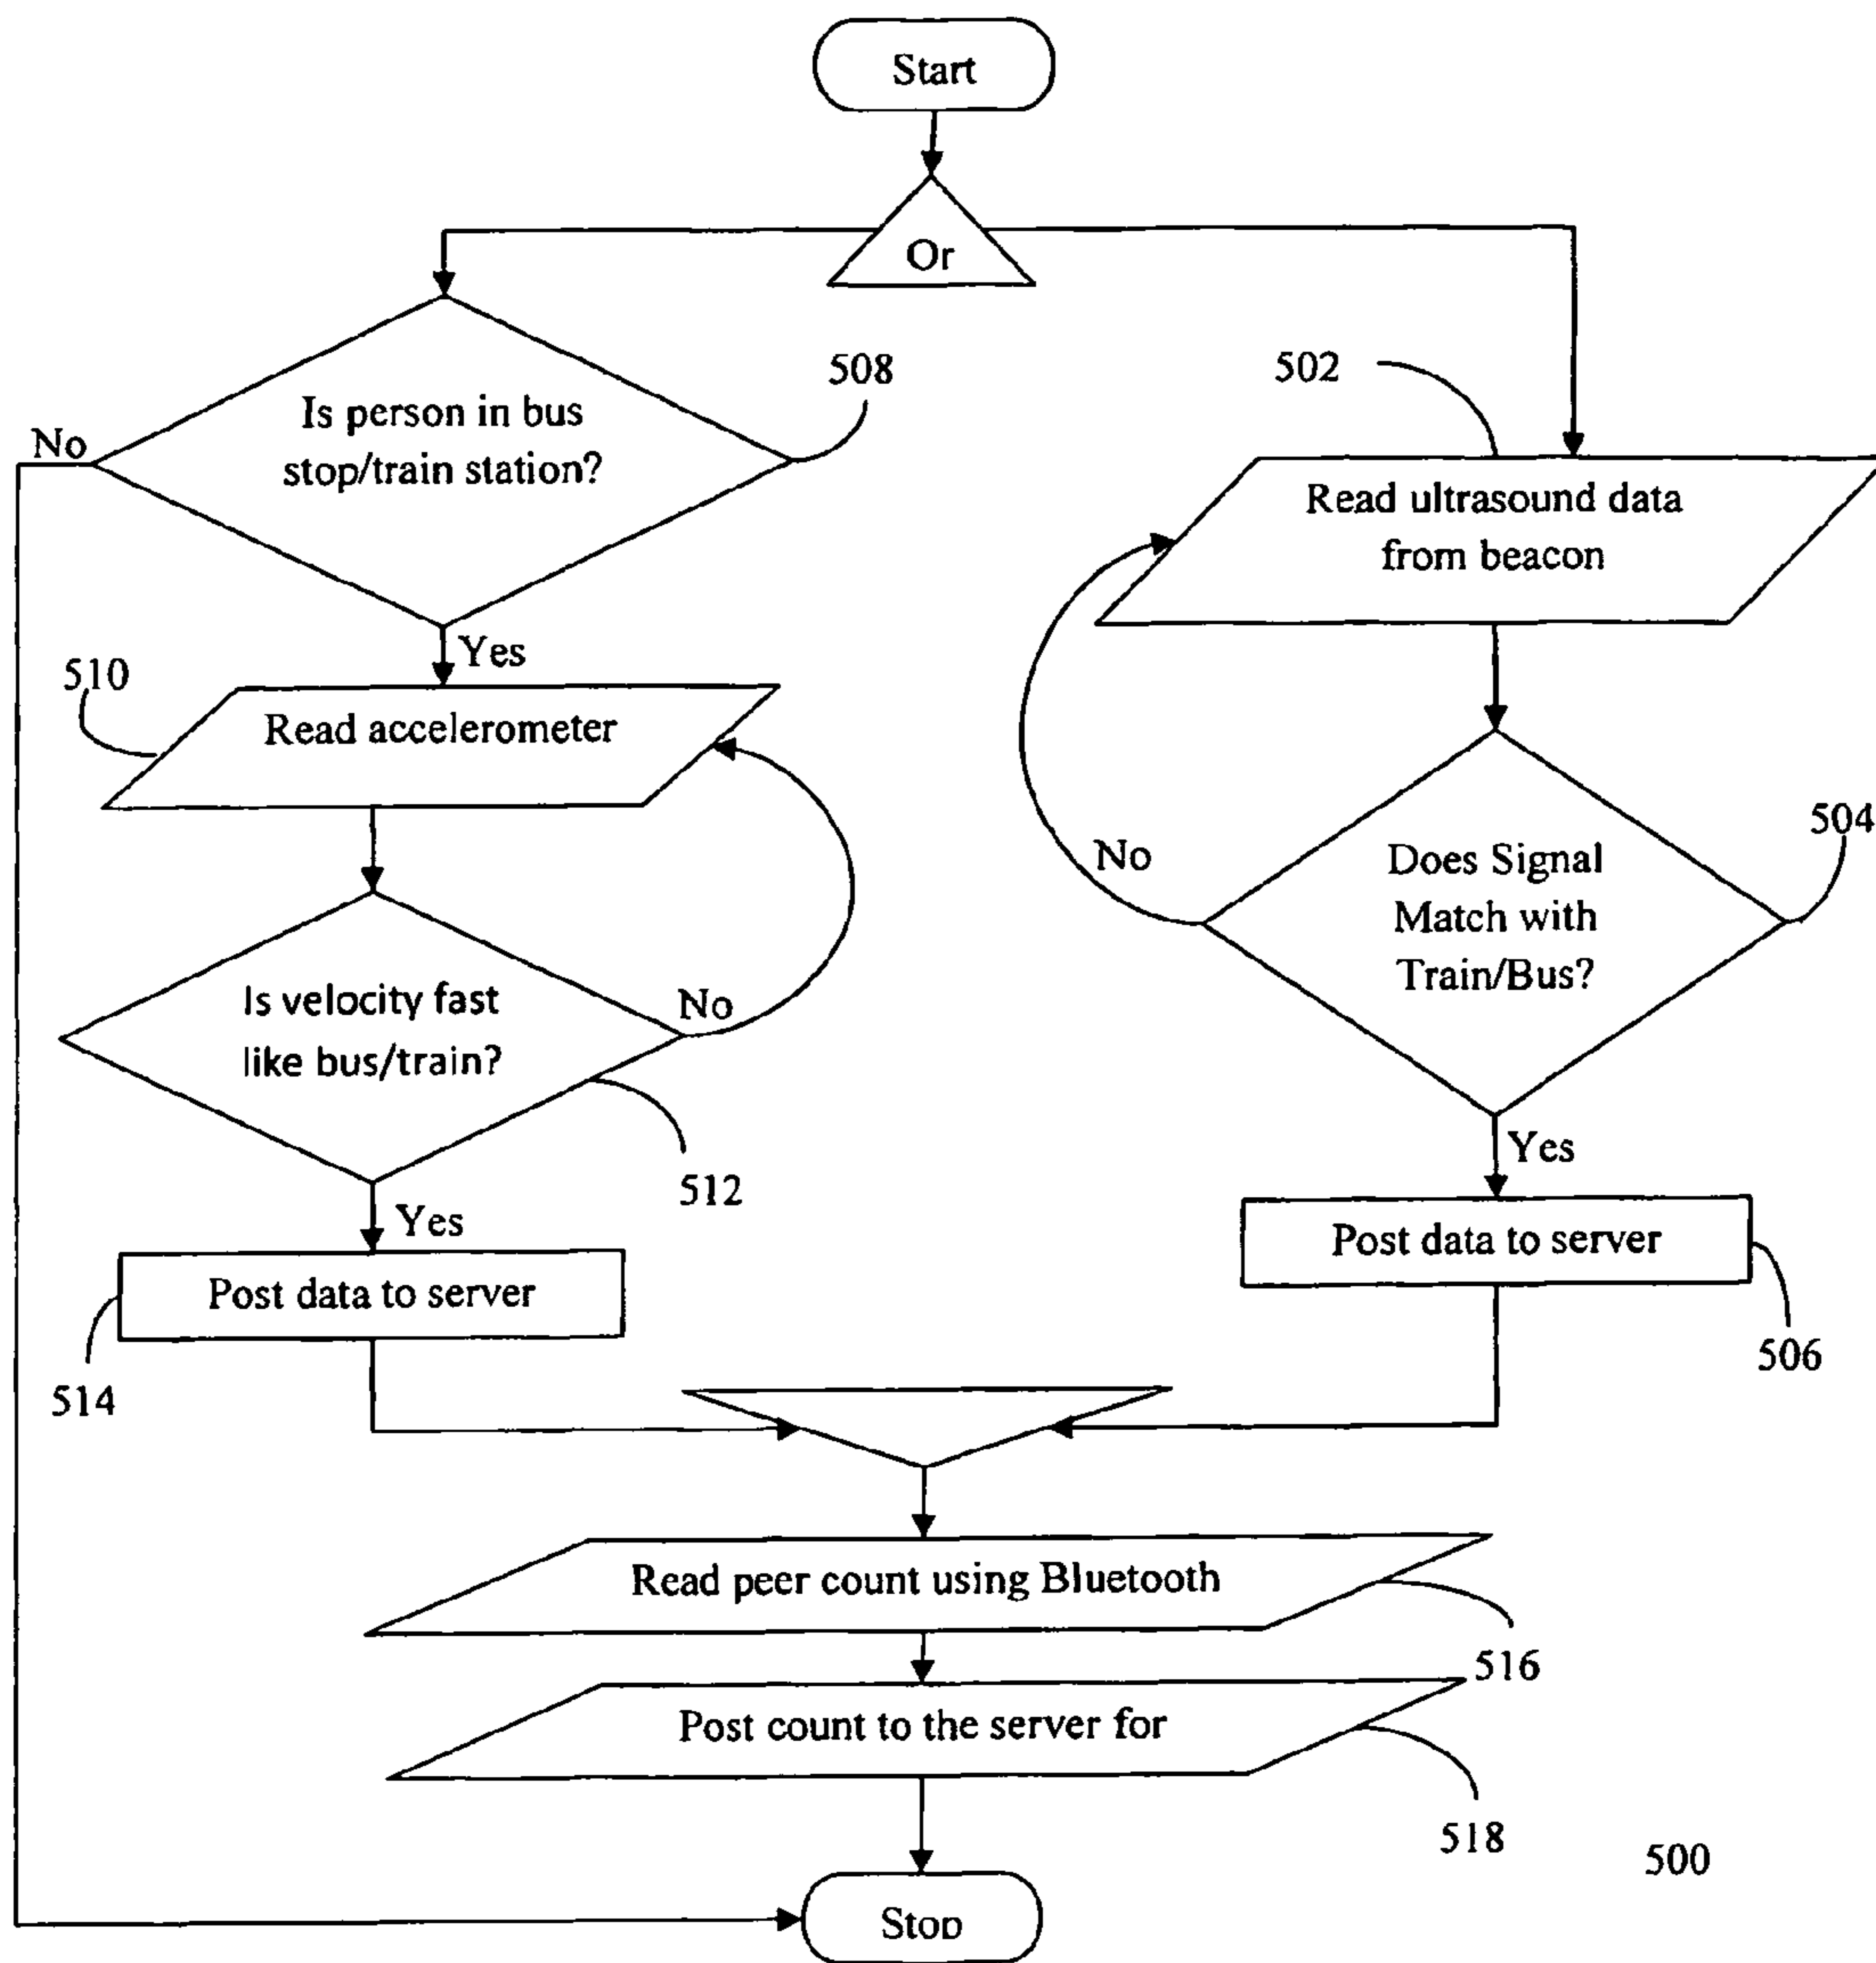 Start
Or
508
502
Is person in bus
stop/train station?
No
Read ultrasound data
from beacon
Yes
510
Read accelerometer
504
No
Does Signal
Match with
Train/Bus?
Is velocity fast
like bus/train?
No
Yes
512
Yes
Post data to server
Post data to server
506
514
Read peer count using Bluetooth
516
Post count to the server for
518
500
Stop